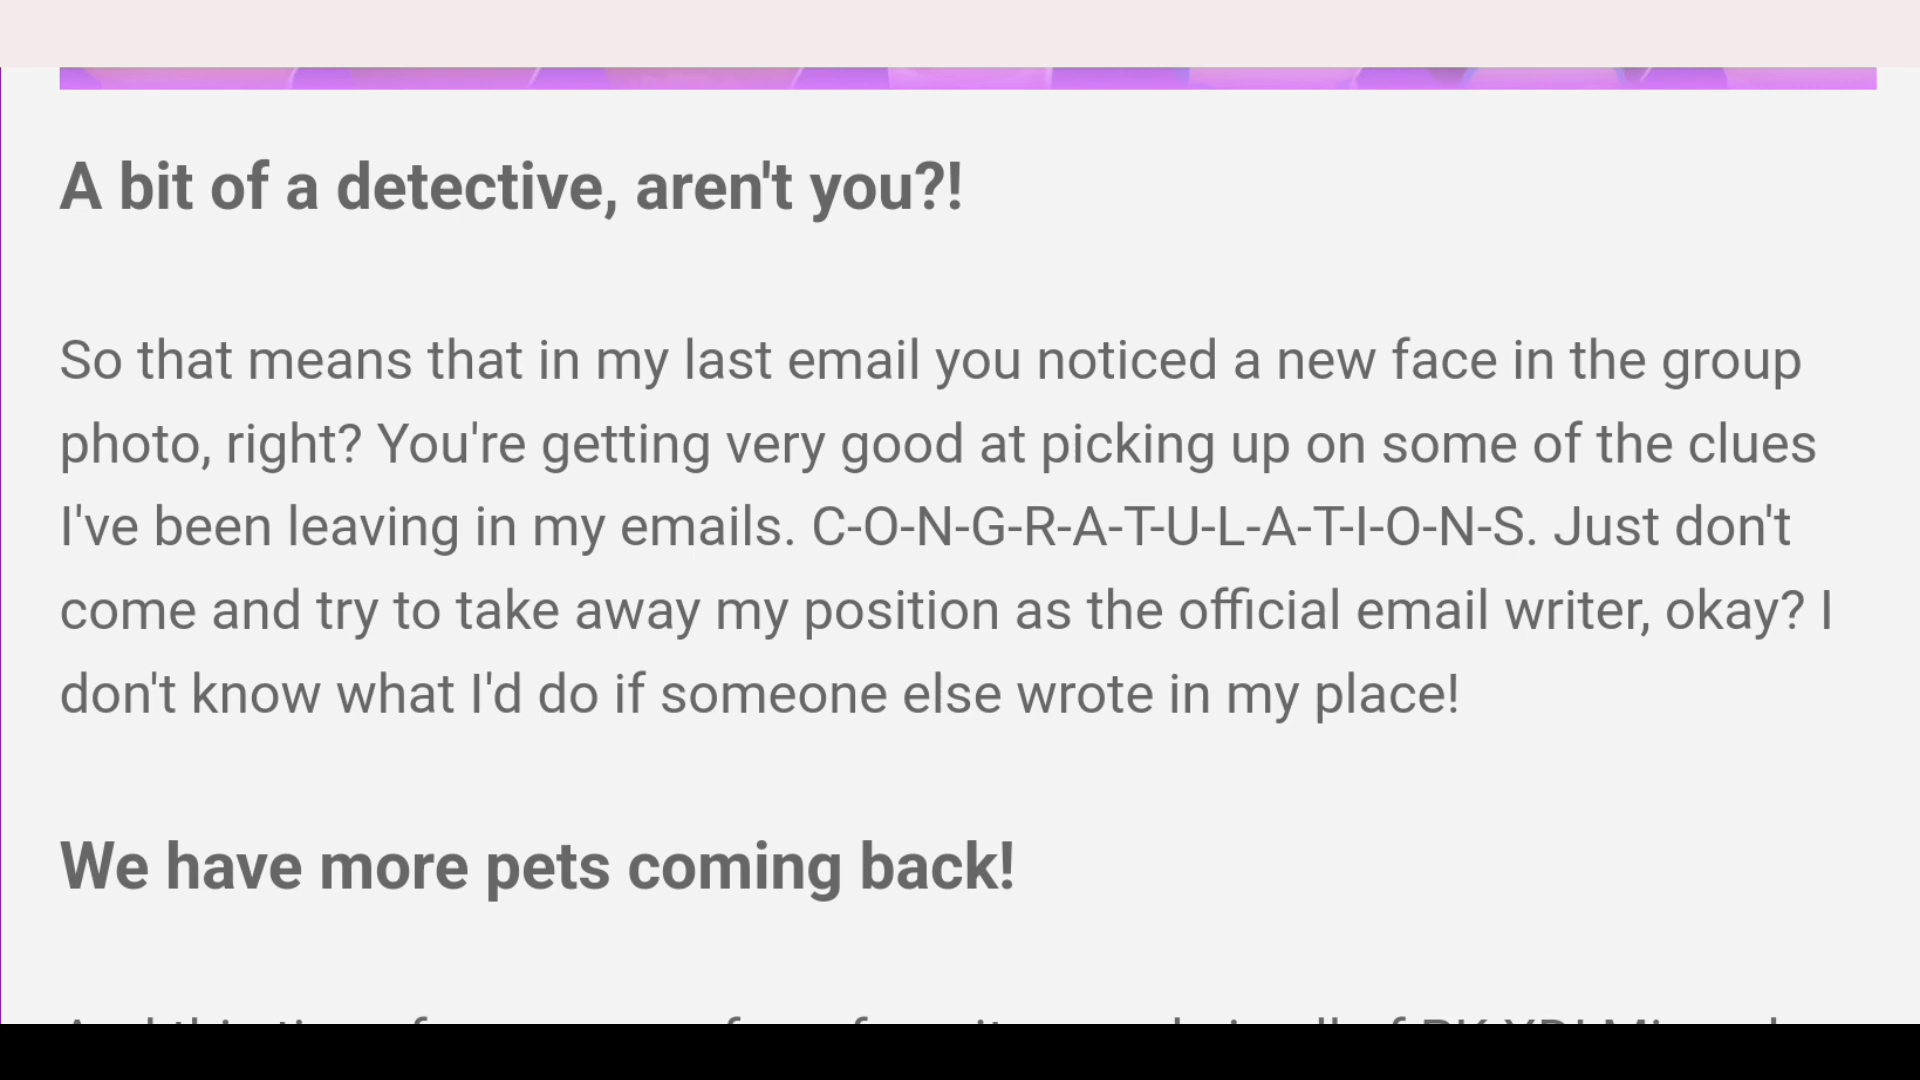 A bit of a detective, aren't you?!
So that means that in my last email you noticed a new face in the group
photo, right? You're getting very good at picking up on some of the clues
I've been leaving in my emails. C-O-N-G-R-A-T-U-L-A-T-I-O-N-S. Just don't
come and try to take away my position as the official email writer, okay? I
don't know what I'd do if someone else wrote in my place!
We have more pets coming back!